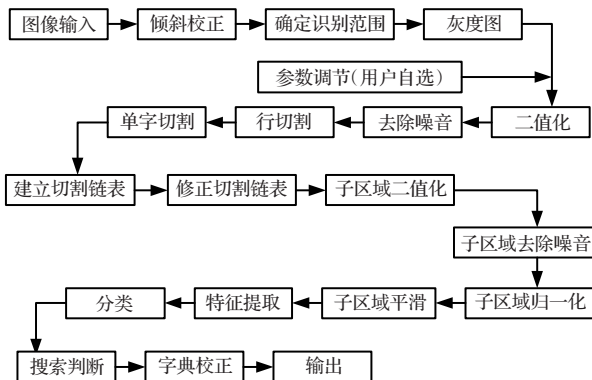 图像输入
倾斜校正
确定识别范围
灰度图
参数调节(用户自选)
二值化
去除噪音
行切割
单字切割
建立切割链表
修正切割链表
子区域二值化
子区域去除噪音
子区域归一化
子区域平滑
特征提取
分类
搜索判断
字典校正
输出